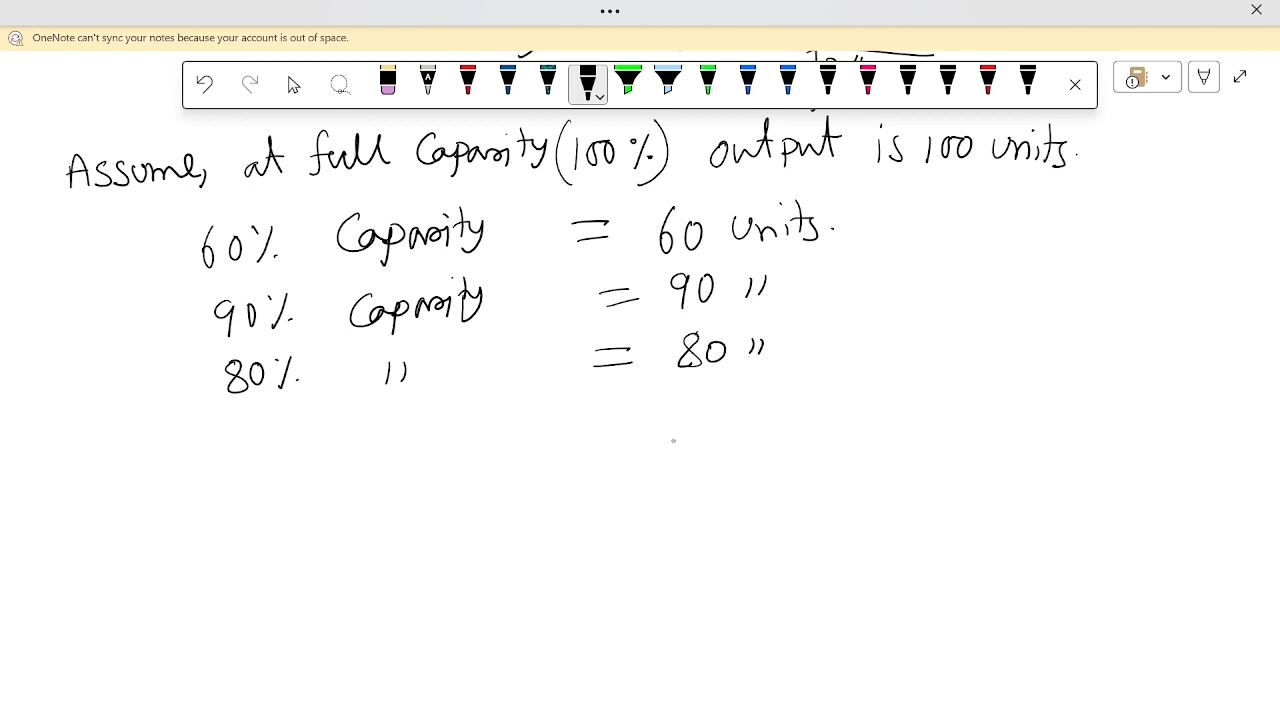 OneNote can't sync your notes because your account is out of space.
Assume, at full Capacity (100%) output is 100 units.
60% Capacity = 60 units.
90% Capacity = 90 "
80% " = 80 "